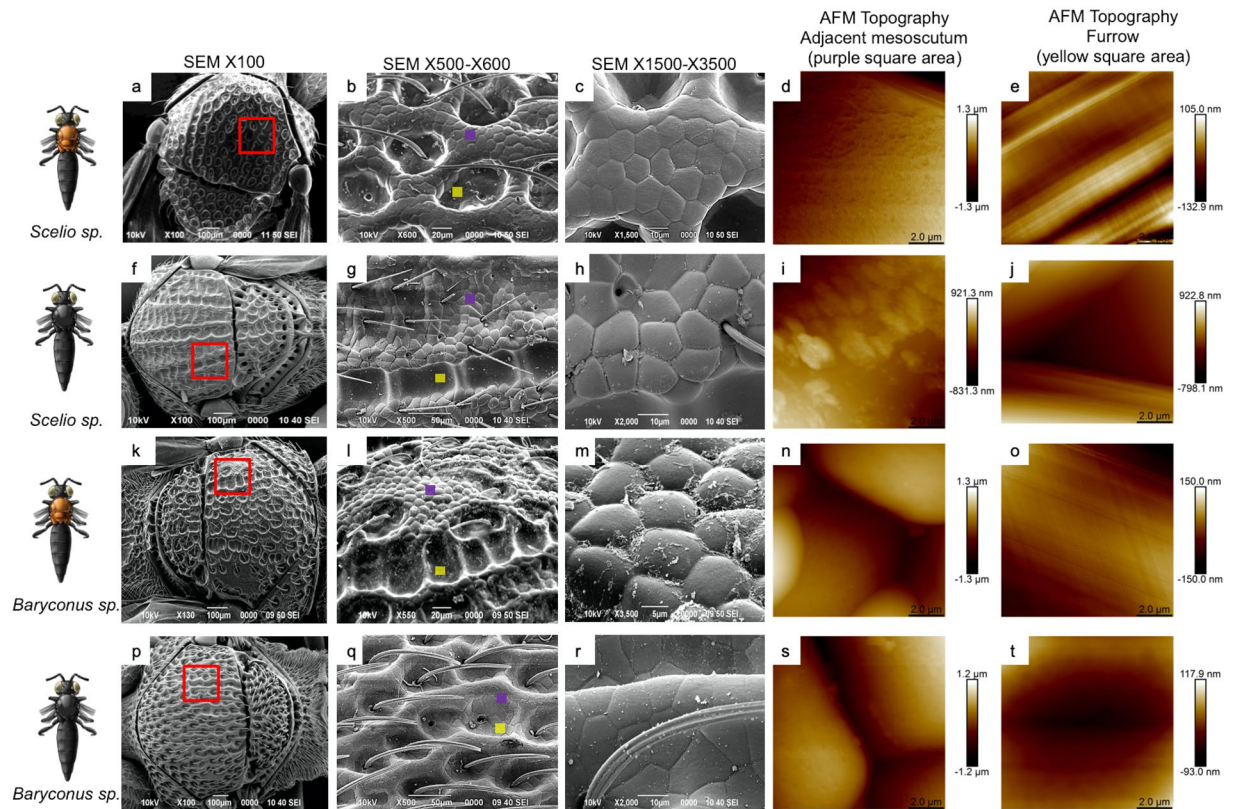 AFM Topography
Adjacent mesoscutum
(purple square area)
AFM Topography
Furrow
(yellow square area)
SEM X100
SEM X500-X600
SEM X1500-X3500
a
b
c
d
e
1.3 µm
-1.3 µm
105.0 nm
-132.9 nm
10kV X100 100µm 0000 11 50 SEI
10kV X600 20µm 0000 10 50 SEI
10kV X1,500 10µm 0000 10 50 SEI
2.0 µm
2.0 µm
Scelio sp.
f
g
h
i
j
921.3 nm
-831.3 nm
922.8 nm
-798.1 nm
10kV X100 100µm 0000 10 40 SEI
10kV X500 50µm 0000 10 40 SEI
10kV X2,000 10µm 0000 10 40 SEI
2.0 µm
2.0 µm
Scelio sp.
k
l
m
n
o
1.3 µm
-1.3 µm
150.0 nm
-150.0 nm
10kV X130 100µm 0000 09 50 SEI
10kV X550 20µm 0000 09 50 SEI
10kV X3,500 5µm 0000 09 50 SEI
2.0 µm
2.0 µm
Baryconus sp.
p
q
r
s
t
1.2 µm
-1.2 µm
117.9 nm
-93.0 nm
10kV X100 100µm 0000 10 40 SEI
10kV X500 50µm 0000 09 40 SEI
10kV X2,000 10µm 0000 09 40 SEI
2.0 µm
2.0 µm
Baryconus sp.